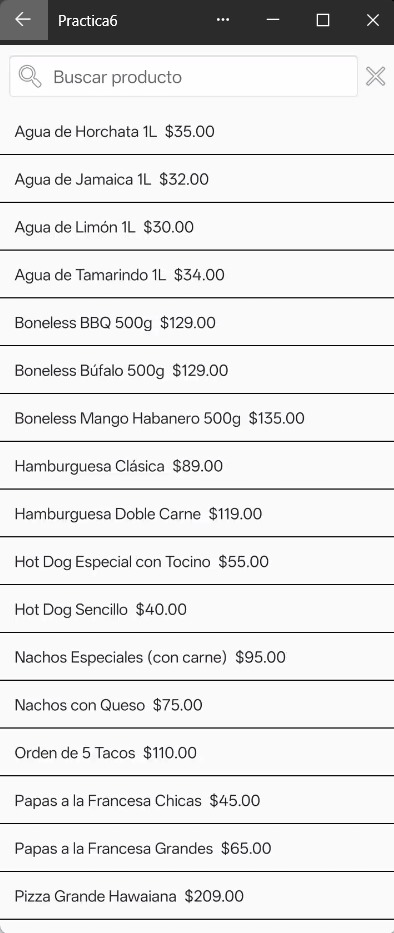 Practica6
Buscar producto
Agua de Horchata 1L $35.00
Agua de Jamaica 1L $32.00
Agua de Limón 1L $30.00
Agua de Tamarindo 1L $34.00
Boneless BBQ 500g $129.00
Boneless Búfalo 500g $129.00
Boneless Mango Habanero 500g $135.00
Hamburguesa Clásica $89.00
Hamburguesa Doble Carne $119.00
Hot Dog Especial con Tocino $55.00
Hot Dog Sencillo $40.00
Nachos Especiales (con carne) $95.00
Nachos con Queso $75.00
Orden de 5 Tacos $110.00
Papas a la Francesa Chicas $45.00
Papas a la Francesa Grandes $65.00
Pizza Grande Hawaiana $209.00